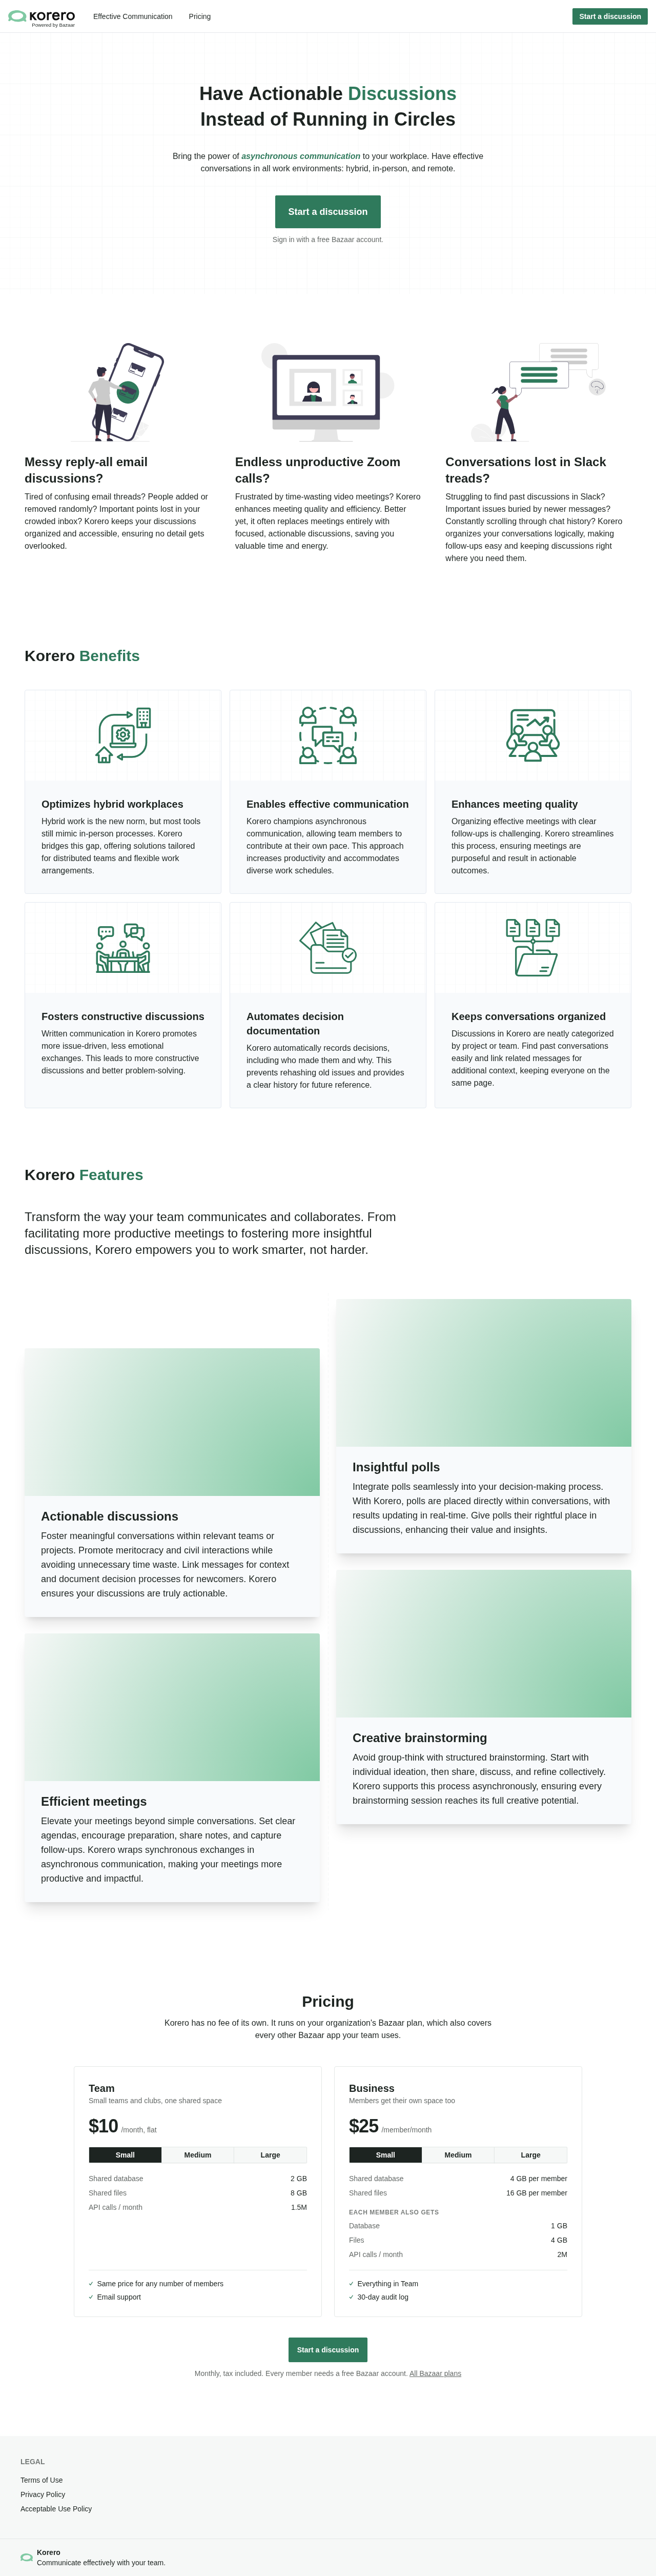 Korero
Powered by Bazaar
Effective Communication
Pricing
Start a discussion
Have Actionable Discussions
Instead of Running in Circles
Bring the power of asynchronous communication to your workplace. Have effective
conversations in all work environments: hybrid, in-person, and remote.
Start a discussion
Sign in with a free Bazaar account.
Messy reply-all email
discussions?
Tired of confusing email threads? People added or
removed randomly? Important points lost in your
crowded inbox? Korero keeps your discussions
organized and accessible, ensuring no detail gets
overlooked.
Endless unproductive Zoom
calls?
Frustrated by time-wasting video meetings? Korero
enhances meeting quality and efficiency. Better
yet, it often replaces meetings entirely with
focused, actionable discussions, saving you
valuable time and energy.
Conversations lost in Slack
treads?
Struggling to find past discussions in Slack?
Important issues buried by newer messages?
Constantly scrolling through chat history? Korero
organizes your conversations logically, making
follow-ups easy and keeping discussions right
where you need them.
Korero Benefits
Optimizes hybrid workplaces
Hybrid work is the new norm, but most tools
still mimic in-person processes. Korero
bridges this gap, offering solutions tailored
for distributed teams and flexible work
arrangements.
Enables effective communication
Korero champions asynchronous
communication, allowing team members to
contribute at their own pace. This approach
increases productivity and accommodates
diverse work schedules.
Enhances meeting quality
Organizing effective meetings with clear
follow-ups is challenging. Korero streamlines
this process, ensuring meetings are
purposeful and result in actionable
outcomes.
Fosters constructive discussions
Written communication in Korero promotes
more issue-driven, less emotional
exchanges. This leads to more constructive
discussions and better problem-solving.
Automates decision
documentation
Korero automatically records decisions,
including who made them and why. This
prevents rehashing old issues and provides
a clear history for future reference.
Keeps conversations organized
Discussions in Korero are neatly categorized
by project or team. Find past conversations
easily and link related messages for
additional context, keeping everyone on the
same page.
Korero Features
Transform the way your team communicates and collaborates. From
facilitating more productive meetings to fostering more insightful
discussions, Korero empowers you to work smarter, not harder.
Actionable discussions
Foster meaningful conversations within relevant teams or
projects. Promote meritocracy and civil interactions while
avoiding unnecessary time waste. Link messages for context
and document decision processes for newcomers. Korero
ensures your discussions are truly actionable.
Insightful polls
Integrate polls seamlessly into your decision-making process.
With Korero, polls are placed directly within conversations, with
results updating in real-time. Give polls their rightful place in
discussions, enhancing their value and insights.
Efficient meetings
Elevate your meetings beyond simple conversations. Set clear
agendas, encourage preparation, share notes, and capture
follow-ups. Korero wraps synchronous exchanges in
asynchronous communication, making your meetings more
productive and impactful.
Creative brainstorming
Avoid group-think with structured brainstorming. Start with
individual ideation, then share, discuss, and refine collectively.
Korero supports this process asynchronously, ensuring every
brainstorming session reaches its full creative potential.
Pricing
Korero has no fee of its own. It runs on your organization's Bazaar plan, which also covers
every other Bazaar app your team uses.
Team
Small teams and clubs, one shared space
$10 /month, flat
Small Medium Large
Shared database 2 GB
Shared files 8 GB
API calls / month 1.5M
✓ Same price for any number of members
✓ Email support
Business
Members get their own space too
$25 /member/month
Small Medium Large
Shared database 4 GB per member
Shared files 16 GB per member
EACH MEMBER ALSO GETS
Database 1 GB
Files 4 GB
API calls / month 2M
✓ Everything in Team
✓ 30-day audit log
Start a discussion
Monthly, tax included. Every member needs a free Bazaar account. All Bazaar plans
LEGAL
Terms of Use
Privacy Policy
Acceptable Use Policy
Korero
Communicate effectively with your team.